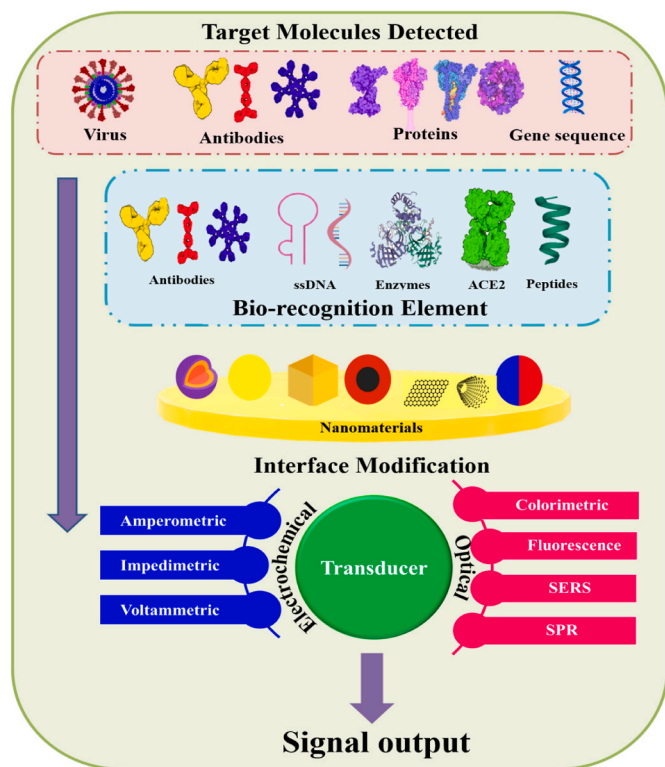 Target Molecules Detected
Virus
Antibodies
Proteins
Gene sequence
Antibodies
ssDNA
Enzymes
ACE2
Peptides
Bio-recognition Element
Nanomaterials
Interface Modification
Amperometric
Impedimetric
Voltammetric
Electrochemical
Transducer
Optical
Colorimetric
Fluorescence
SERS
SPR
Signal output